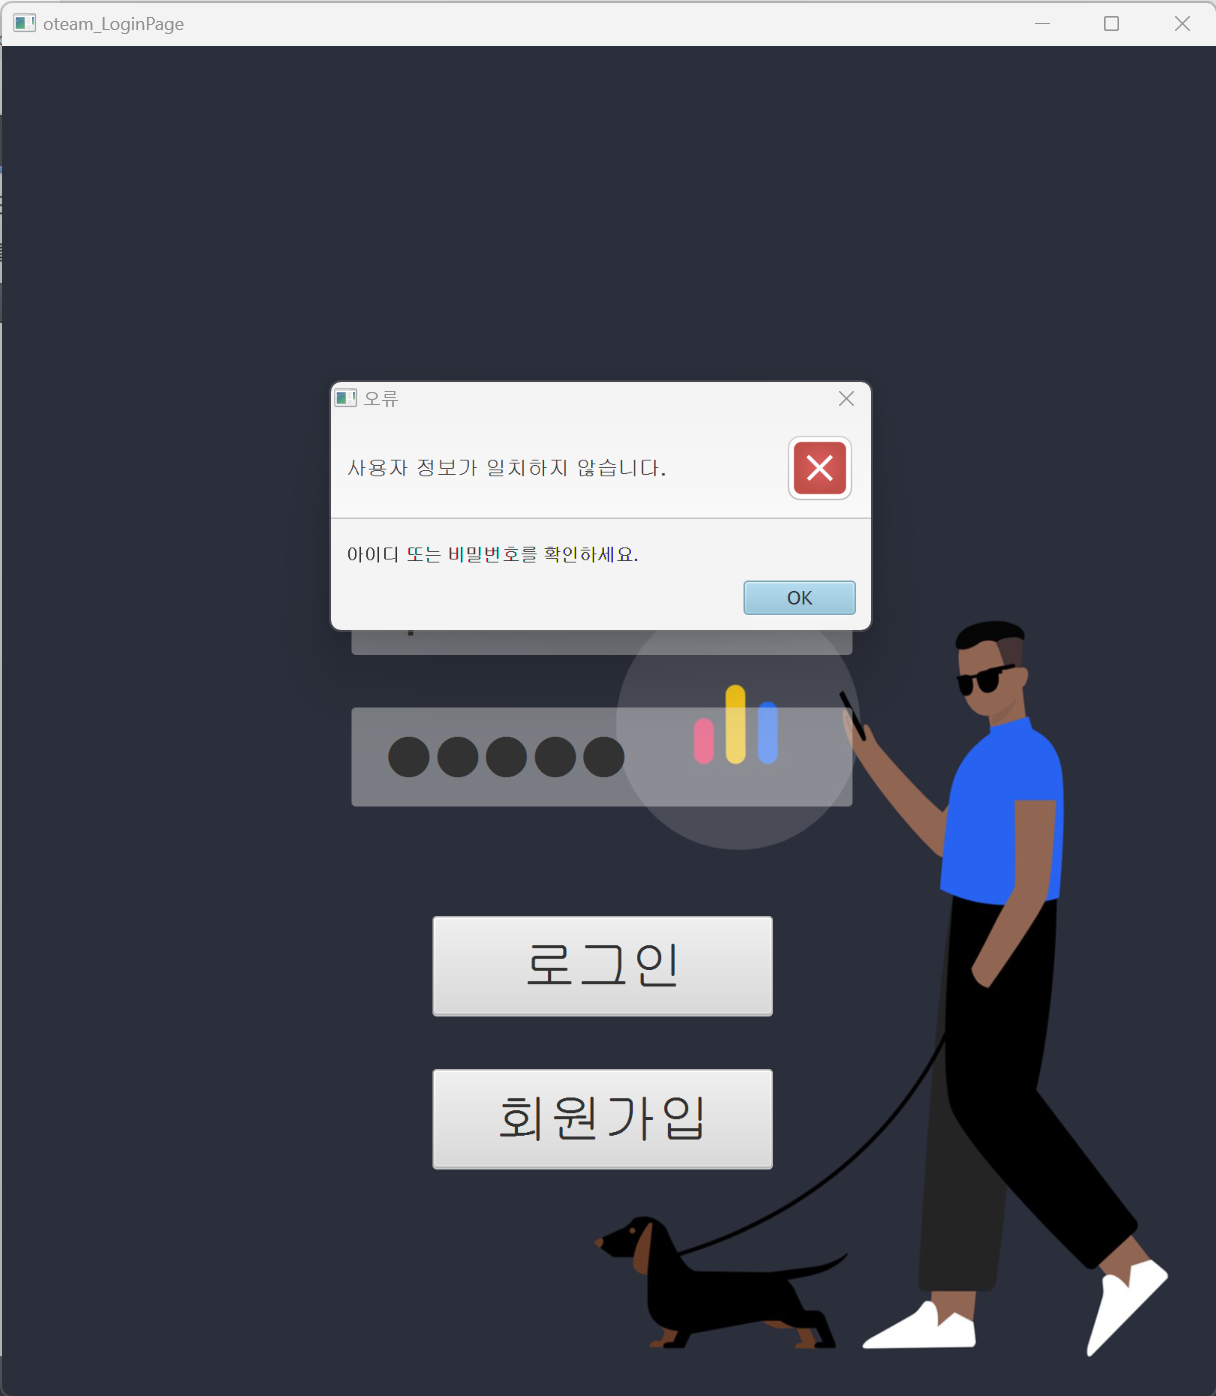 oteam_LoginPage
오류
사용자 정보가 일치하지 않습니다.
아이디 또는 비밀번호를 확인하세요.
OK
로그인
회원가입